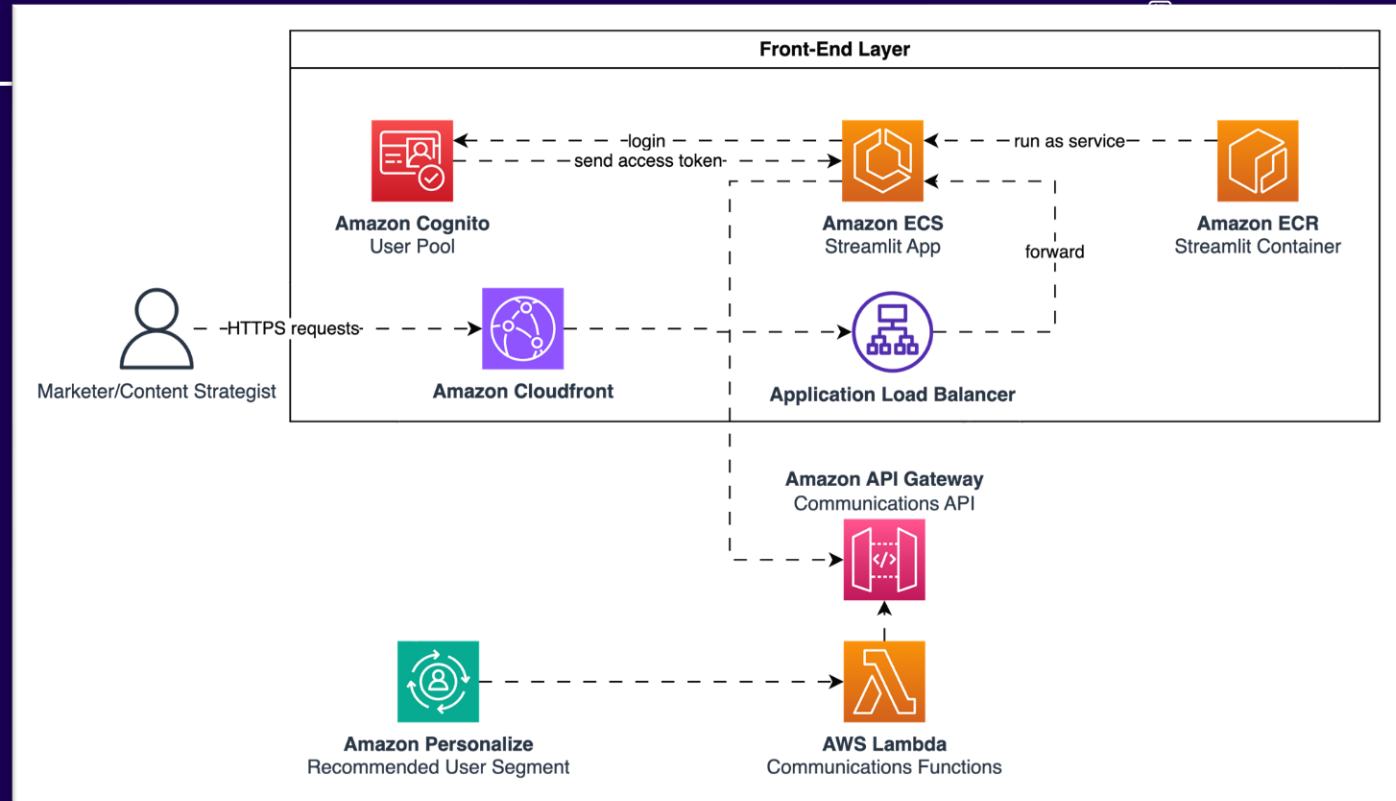 Front-End Layer
login
send access token
run as service
Amazon Cognito
User Pool
Amazon ECS
Streamlit App
Amazon ECR
Streamlit Container
forward
HTTPS requests
Marketer/Content Strategist
Amazon Cloudfront
Application Load Balancer
Amazon API Gateway
Communications API
</>
Amazon Personalize
Recommended User Segment
AWS Lambda
Communications Functions